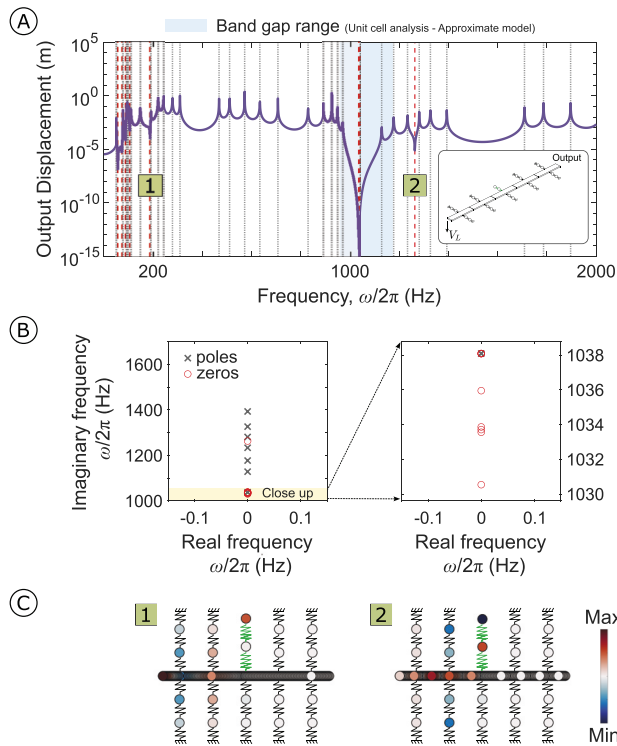 A
Band gap range (Unit cell analysis - Approximate model)
Output Displacement (m)
10^5
10^0
10^-5
10^-10
10^-15
1
2
Output
V_L
200
1000
2000
Frequency, ω/2π (Hz)
B
Imaginary frequency
ω/2π (Hz)
1700
1600
1400
1200
1000
poles
zeros
Close up
1038
1036
1034
1032
1030
-0.1 0 0.1
-0.1 0 0.1
Real frequency
ω/2π (Hz)
Real frequency
ω/2π (Hz)
C
1
2
Max
Min